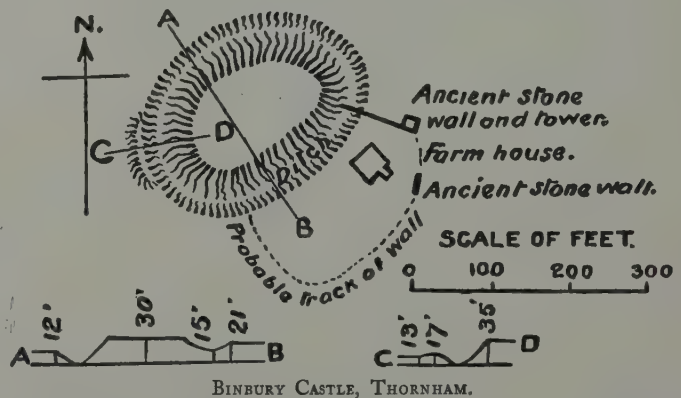 N.
A
Ancient stone
wall and tower.
D
C
Farm house.
Ditch
Ancient stone wall.
B
Probable track of wall
SCALE OF FEET.
0 100 200 300
12' 30' 15' 21'
A B
13' 17' 35'
C D
BINBURY CASTLE, THORNHAM.